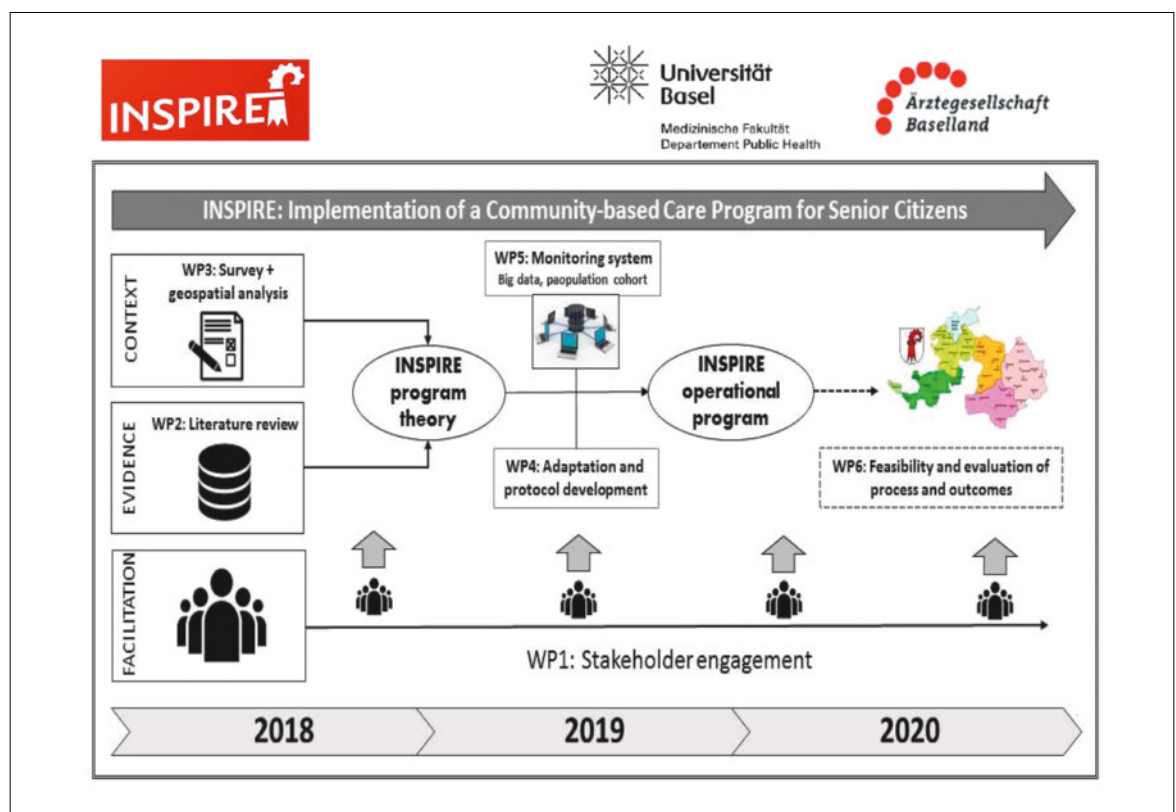 INSPIRE
Universität
Basel
Medizinische Fakultät
Departement Public Health
Ärztegesellschaft
Baselland
INSPIRE: Implementation of a Community-based Care Program for Senior Citizens
CONTEXT
WP3: Survey +
geospatial analysis
WP5: Monitoring system
Big data, paopulation cohort
INSPIRE
program
theory
INSPIRE
operational
program
EVIDENCE
WP2: Literature review
WP4: Adaptation and
protocol development
WP6: Feasibility and evaluation of
process and outcomes
FACILITATION
WP1: Stakeholder engagement
2018
2019
2020